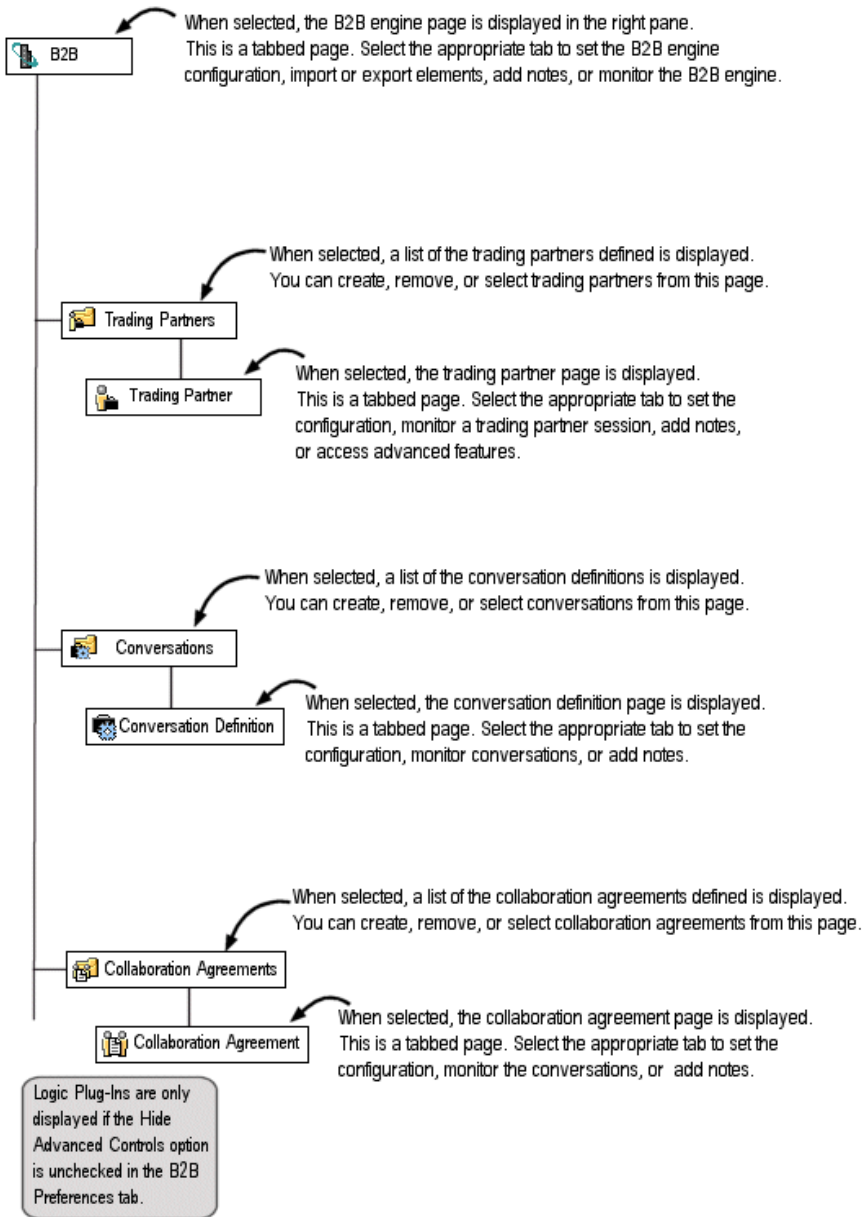 When selected, the B2B engine page is displayed in the right pane.
This is a tabbed page. Select the appropriate tab to set the B2B engine
configuration, import or export elements, add notes, or monitor the B2B engine.
B2B
When selected, a list of the trading partners defined is displayed.
You can create, remove, or select trading partners from this page.
Trading Partners
When selected, the trading partner page is displayed.
This is a tabbed page. Select the appropriate tab to set the
configuration, monitor a trading partner session, add notes,
or access advanced features.
Trading Partner
When selected, a list of the conversation definitions is displayed.
You can create, remove, or select conversations from this page.
Conversations
When selected, the conversation definition page is displayed.
This is a tabbed page. Select the appropriate tab to set the
configuration, monitor conversations, or add notes.
Conversation Definition
When selected, a list of the collaboration agreements defined is displayed.
You can create, remove, or select collaboration agreements from this page.
Collaboration Agreements
When selected, the collaboration agreement page is displayed.
This is a tabbed page. Select the appropriate tab to set the
configuration, monitor the conversations, or add notes.
Collaboration Agreement
Logic Plug-Ins are only
displayed if the Hide
Advanced Controls option
is unchecked in the B2B
Preferences tab.